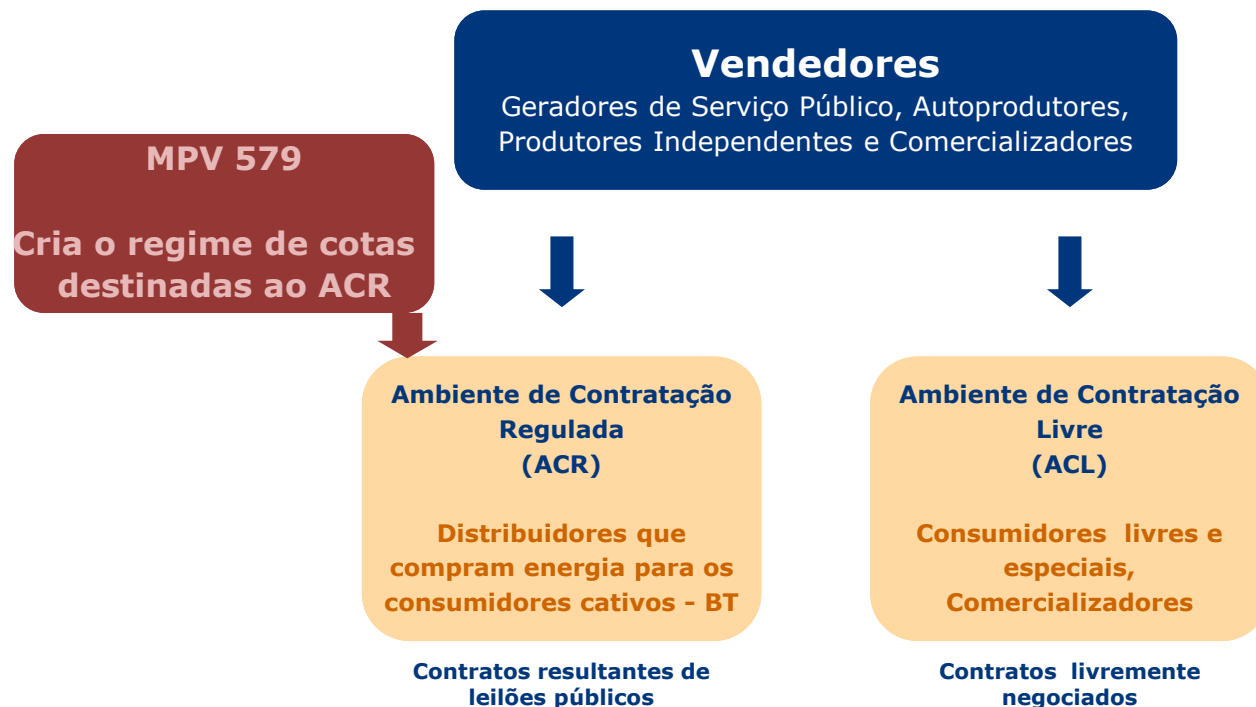 Vendedores
Geradores de Serviço Público, Autoprodutores,
Produtores Independentes e Comercializadores
MPV 579
Cria o regime de cotas
destinadas ao ACR
Ambiente de Contratação
Regulada
(ACR)
Distribuidores que
compram energia para os
consumidores cativos - BT
Contratos resultantes de
leilões públicos
Ambiente de Contratação
Livre
(ACL)
Consumidores livres e
especiais,
Comercializadores
Contratos livremente
negociados